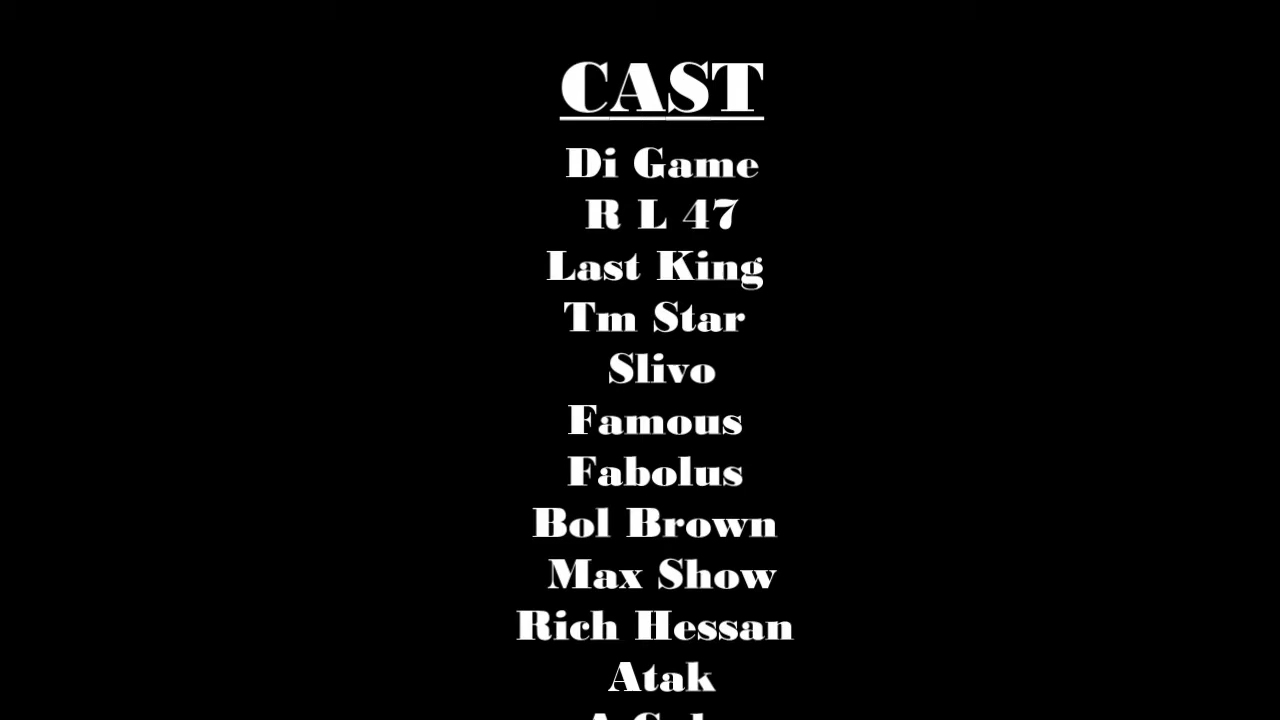 CAST
Di Game
R L 47
Last King
Tm Star
Slivo
Famous
Fabolus
Bol Brown
Max Show
Rich Hessan
Atak